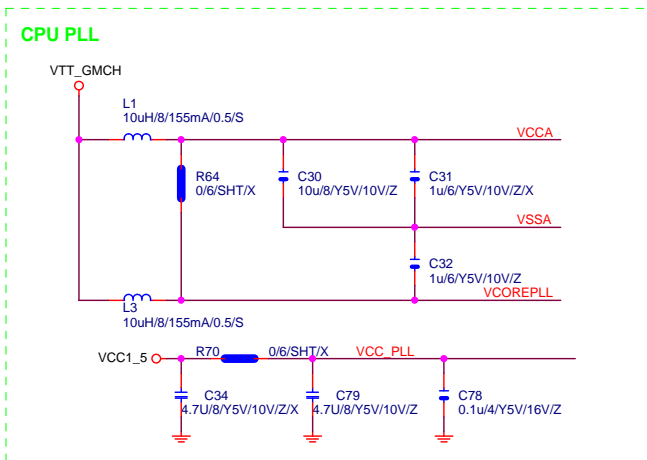 CPU PLL
VTT_GMCH
L1
10uH/8/155mA/0.5/S
VCCA
R64
0/6/SHT/X
C30
10u/8/Y5V/10V/Z
C31
1u/6/Y5V/10V/Z/X
VSSA
C32
1u/6/Y5V/10V/Z
VCOREPLL
L3
10uH/8/155mA/0.5/S
VCC1_5
R70
0/6/SHT/X
VCC_PLL
C34
4.7U/8/Y5V/10V/Z/X
C79
4.7U/8/Y5V/10V/Z
C78
0.1u/4/Y5V/16V/Z